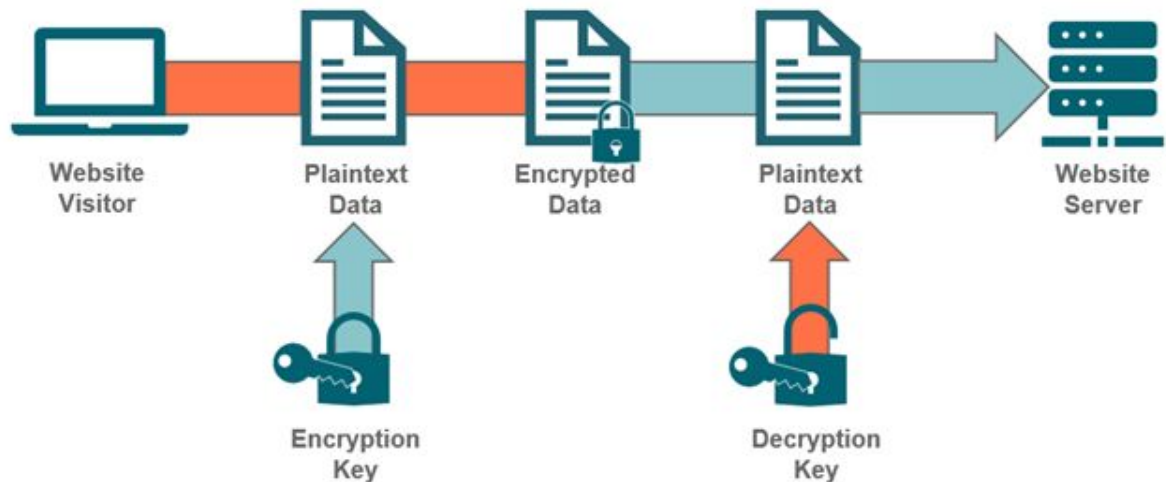 Website
Visitor
Plaintext
Data
Encrypted
Data
Plaintext
Data
Website
Server
Encryption
Key
Decryption
Key